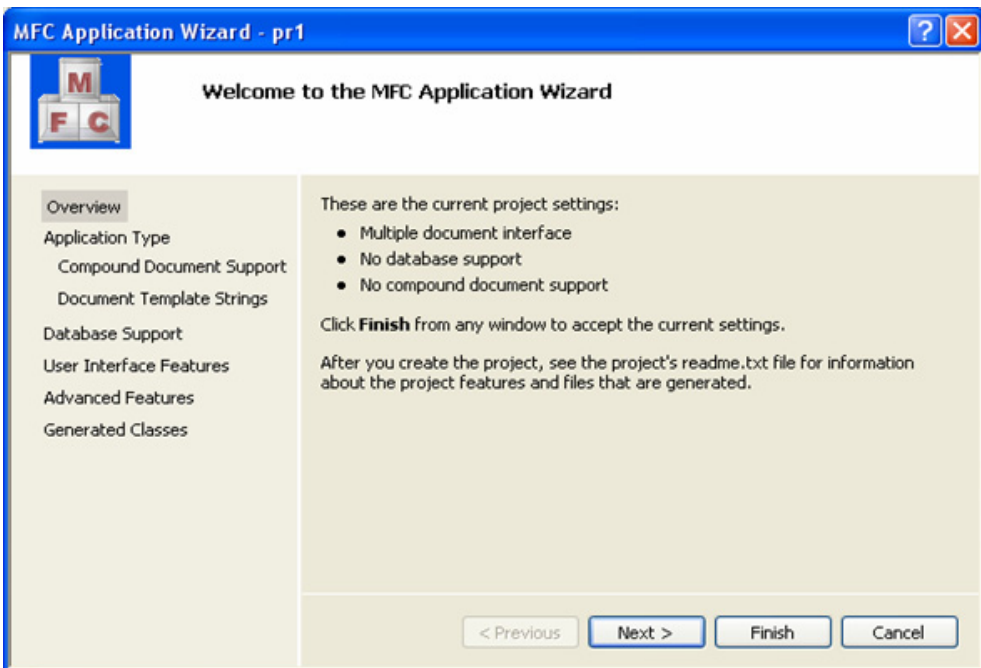 MFC Application Wizard - pr1
M
F C
Welcome to the MFC Application Wizard
Overview
Application Type
Compound Document Support
Document Template Strings
Database Support
User Interface Features
Advanced Features
Generated Classes
These are the current project settings:
• Multiple document interface
• No database support
• No compound document support
Click Finish from any window to accept the current settings.
After you create the project, see the project's readme.txt file for information
about the project features and files that are generated.
< Previous
Next >
Finish
Cancel